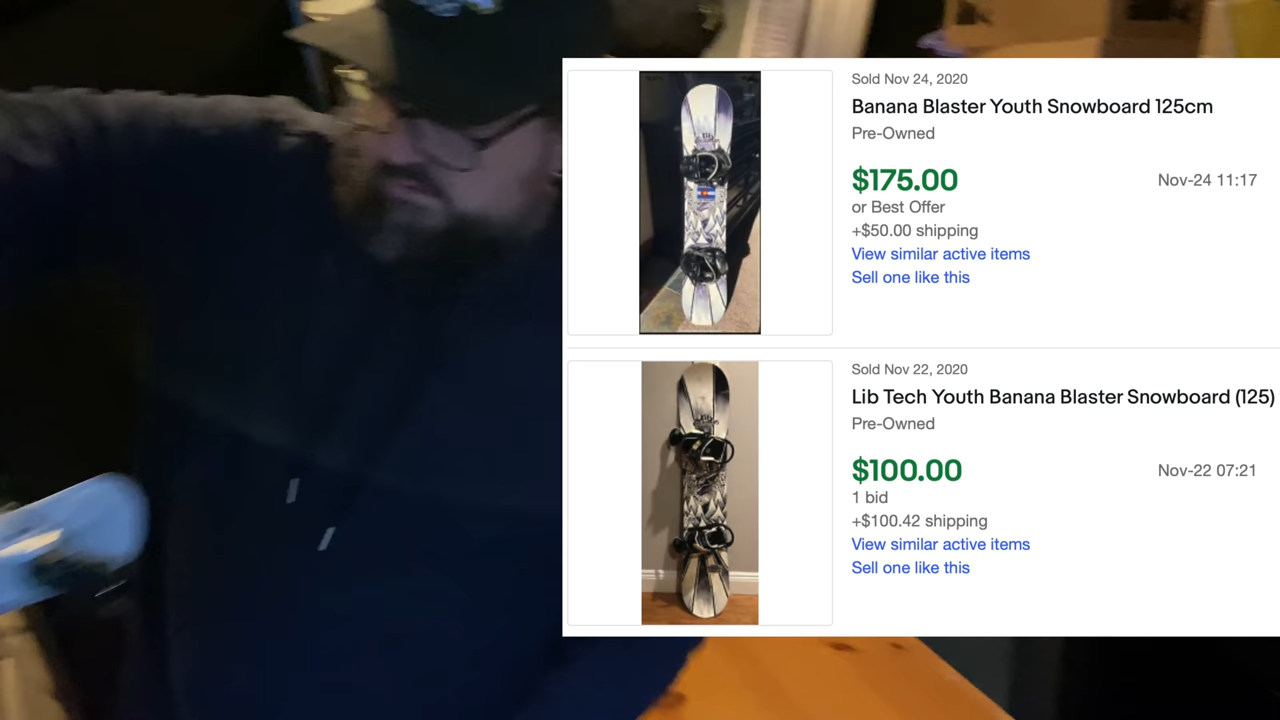 Sold Nov 24, 2020
Banana Blaster Youth Snowboard 125cm
Pre-Owned
$175.00
Nov-24 11:17
or Best Offer
+$50.00 shipping
View similar active items
Sell one like this
Sold Nov 22, 2020
Lib Tech Youth Banana Blaster Snowboard (125)
Pre-Owned
$100.00
Nov-22 07:21
1 bid
+$100.42 shipping
View similar active items
Sell one like this